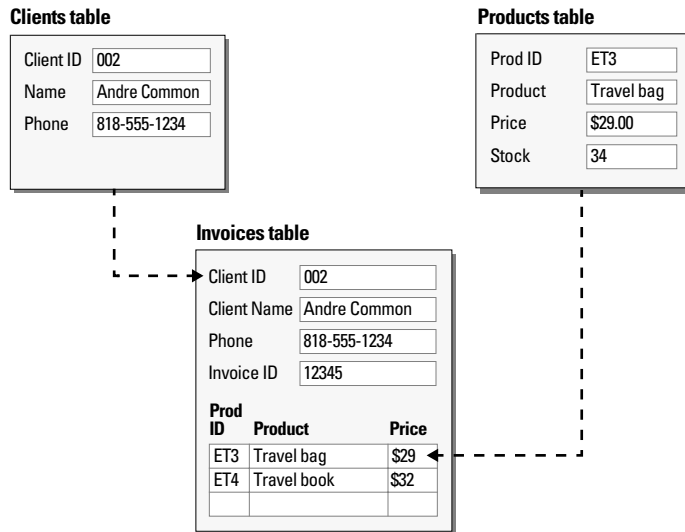 Clients table
Client ID 002
Name Andre Common
Phone 818-555-1234
Products table
Prod ID ET3
Product Travel bag
Price $29.00
Stock 34
Invoices table
Client ID 002
Client Name Andre Common
Phone 818-555-1234
Invoice ID 12345
Prod
ID Product Price
ET3 Travel bag $29
ET4 Travel book $32